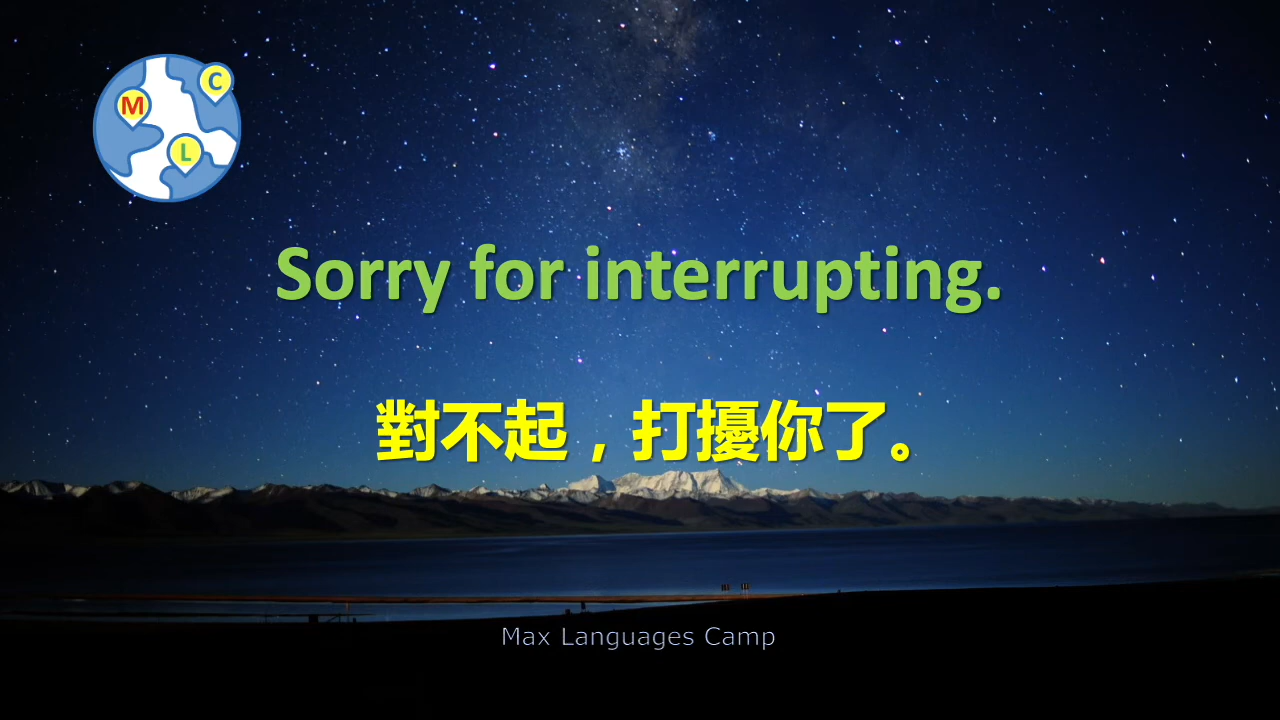 M
C
L
Sorry for interrupting.
對不起，打擾你了。
Max Languages Camp